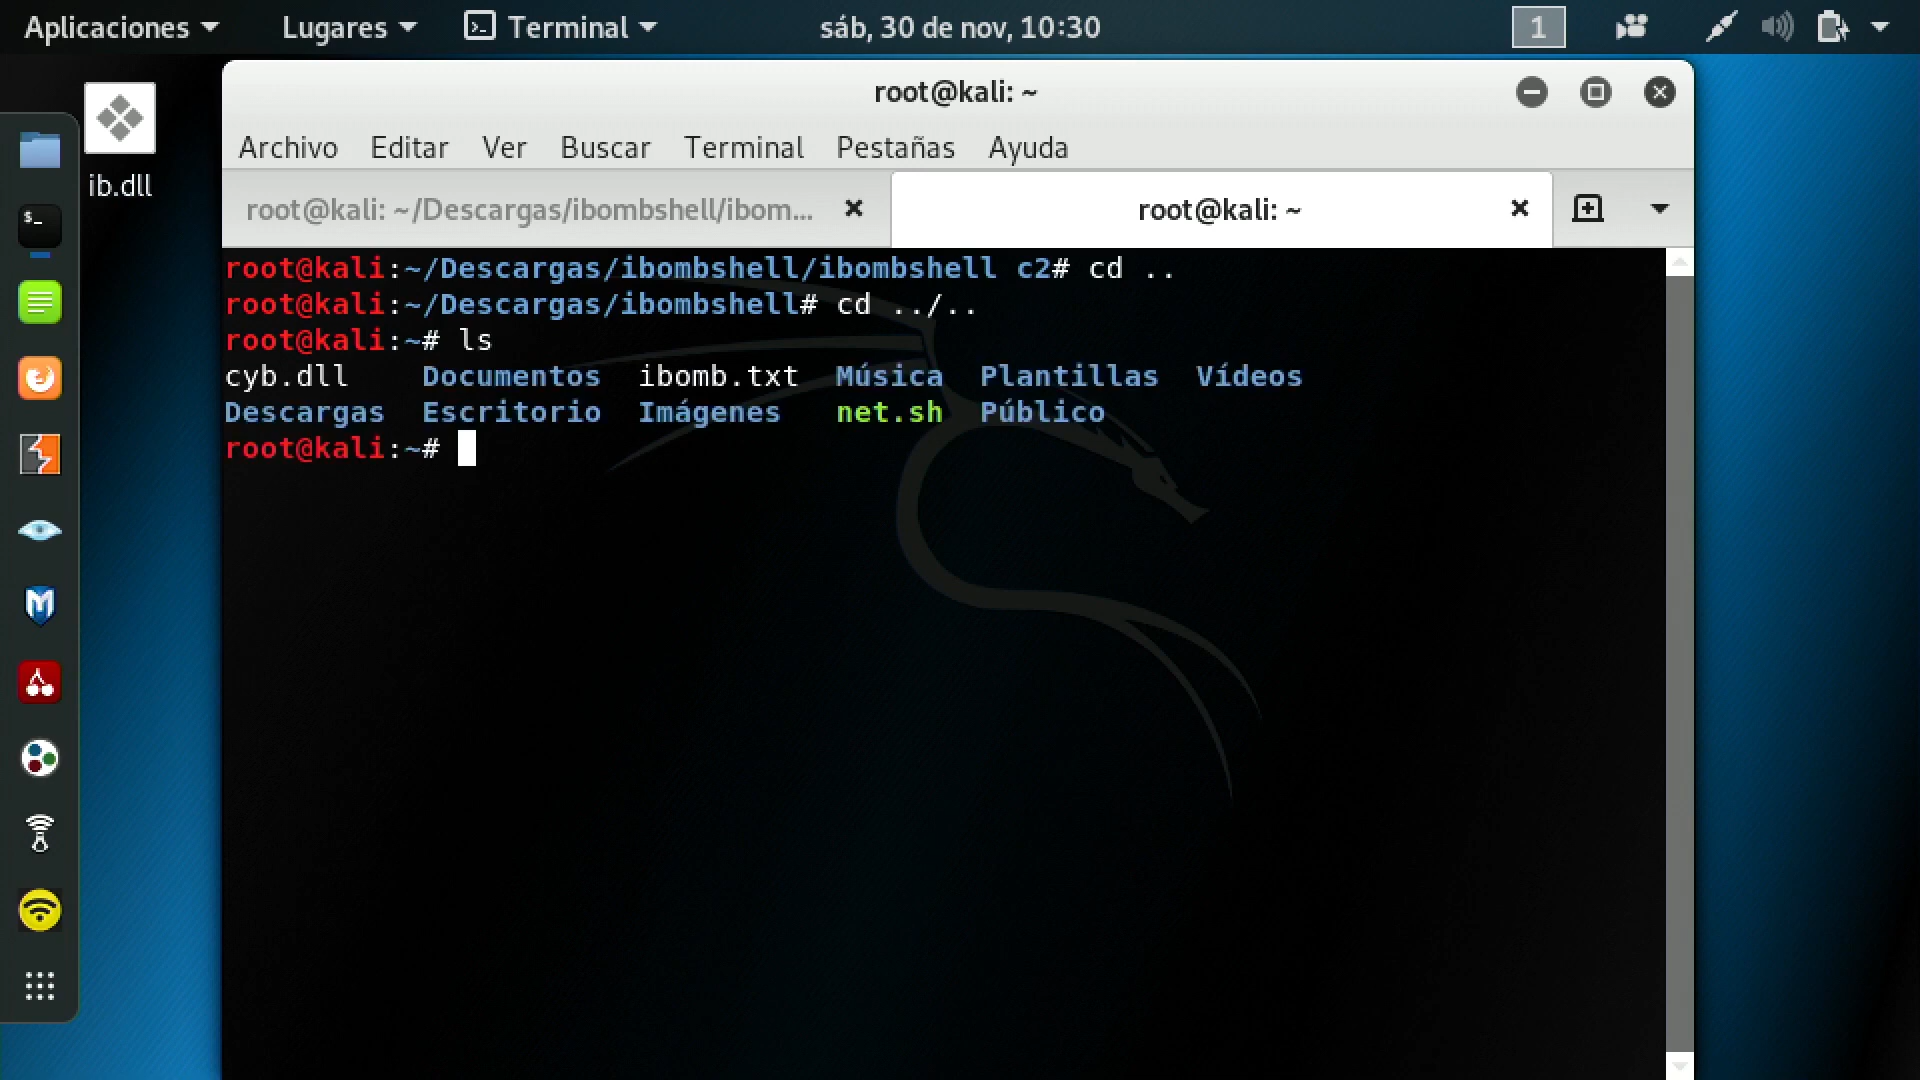 Aplicaciones Lugares Terminal sáb, 30 de nov, 10:30 1
ib.dll
root@kali: ~
Archivo Editar Ver Buscar Terminal Pestañas Ayuda
root@kali: ~/Descargas/ibombshell/ibom... root@kali: ~
root@kali:~/Descargas/ibombshell/ibombshell c2# cd ..
root@kali:~/Descargas/ibombshell# cd ../..
root@kali:~# ls
cyb.dll Documentos ibomb.txt Música Plantillas Vídeos
Descargas Escritorio Imágenes net.sh Público
root@kali:~#